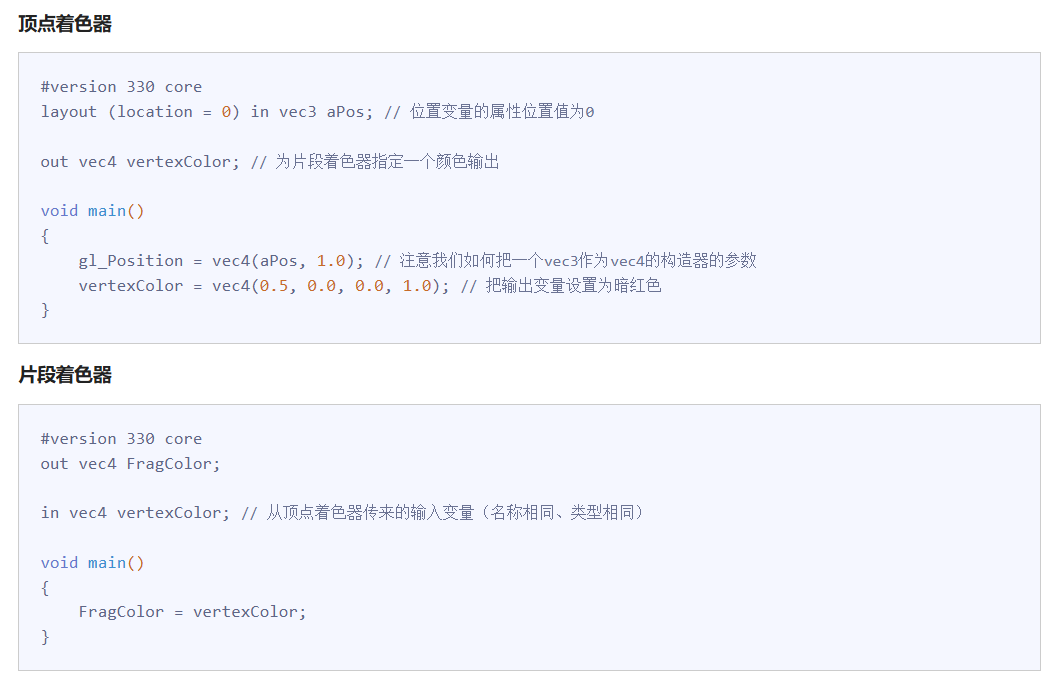 顶点着色器
#version 330 core
layout (location = 0) in vec3 aPos; // 位置变量的属性位置值为0
out vec4 vertexColor; // 为片段着色器指定一个颜色输出
void main()
{
    gl_Position = vec4(aPos, 1.0); // 注意我们如何把一个vec3作为vec4的构造器的参数
    vertexColor = vec4(0.5, 0.0, 0.0, 1.0); // 把输出变量设置为暗红色
}
片段着色器
#version 330 core
out vec4 FragColor;
in vec4 vertexColor; // 从顶点着色器传来的输入变量（名称相同、类型相同）
void main()
{
    FragColor = vertexColor;
}